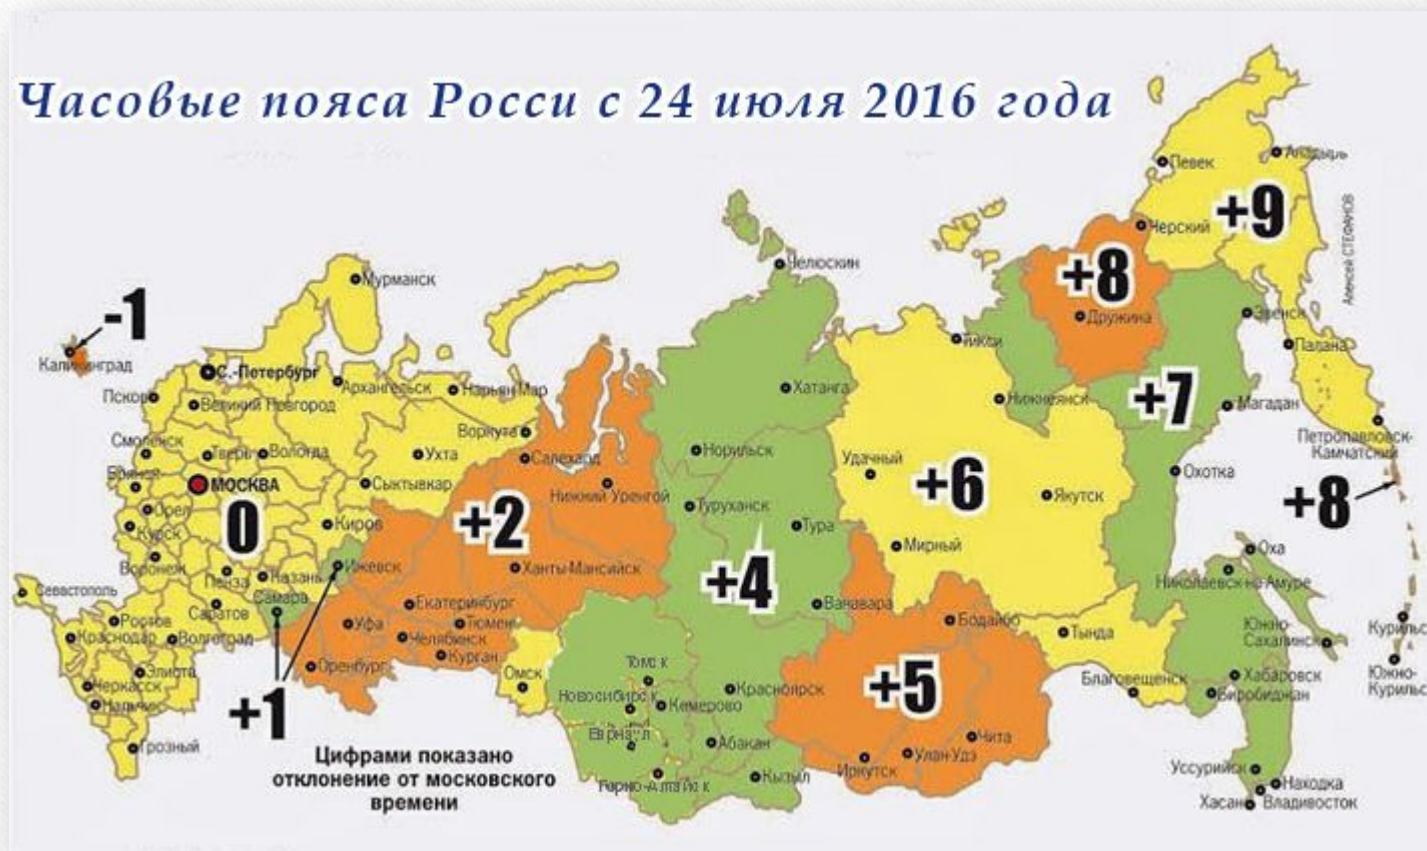 Часовые пояса Росси с 24 июля 2016 года
Певек
Анадырь
+9
Черский
Алексей СТЕФАНОВ
Челюскин
+8
Мурманск
-1
Дружина
Эвенск
Калининград
Тикси
Палана
С.-Петербург
Архангельск
Нарьян-Мар
Хатанга
Псков
Великий Новгород
Нижнеянск
+7
Магадан
Воркута
Петропавловск-
Камчатский
Смоленск
Тверь
Вологда
Ухта
Салехард
Норильск
Удачный
Охотка
Брянск
МОСКВА
Сыктывкар
Нижний Уренгой
+6
Якутск
+8
Орел
0
Киров
+2
Туруханск
Тура
Курск
Мирный
Оха
Воронеж
Пенза
Казань
Ижевск
Ханты-Мансийск
+4
Николаевск-на-Амуре
Севастополь
Самара
Саратов
Екатеринбург
Ванавара
Ростов
Уфа
Тюмень
Бодайбо
Тында
Южно-
Сахалинск
Курильс
Краснодар
Волгоград
Челябинск
Курган
Элиста
Оренбург
Омск
Томск
+5
Благовещенск
Хабаровск
Южно-
Курильс
Черкасск
Новосибирск
Красноярск
Биробиджан
Нальчик
+1
Кемерово
Грозный
Барнаул
Абакан
Чита
Цифрами показано
отклонение от московского
времени
Горно-Алтайск
Кызыл
Иркутск
Улан-Удэ
Уссурийск
Находка
Хасан
Владивосток